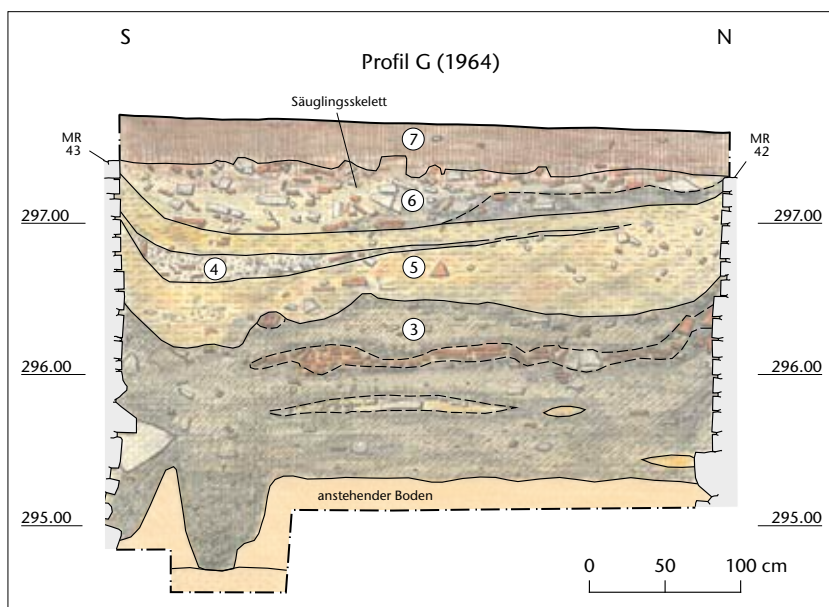 S
N
Profil G (1964)
Säuglingsskelett
MR
43
7
MR
42
6
297.00
297.00
4
5
3
296.00
296.00
anstehender Boden
295.00
295.00
0 50 100 cm